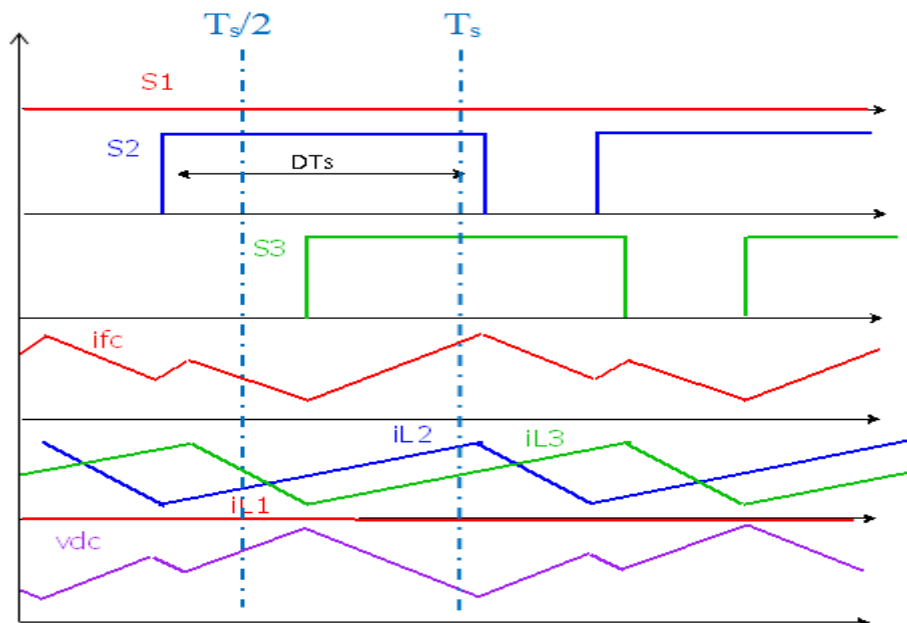 Ts/2 Ts
S1
S2
DTs
S3
ifc
iL2 iL3
iL1
vdc